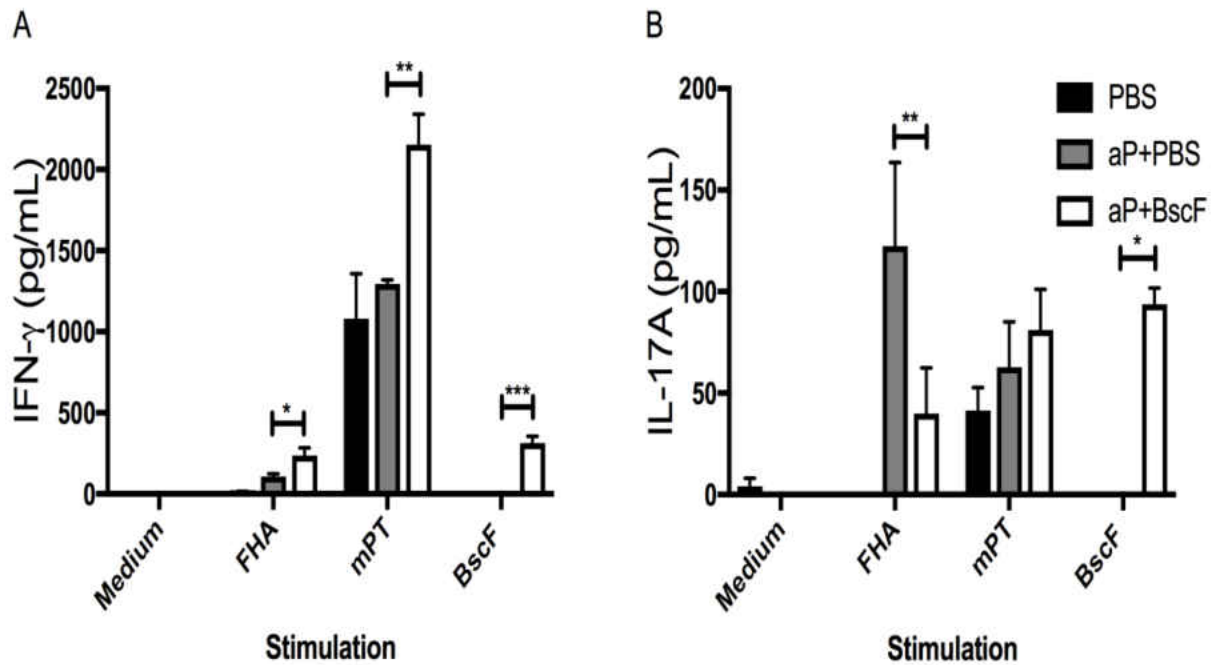 A
IFN-γ (pg/mL)
2500
2000
1500
1000
500
0
**
*
***
Medium
FHA
mPT
BscF
Stimulation
B
IL-17A (pg/mL)
200
150
100
50
0
**
*
PBS
aP+PBS
aP+BscF
Medium
FHA
mPT
BscF
Stimulation